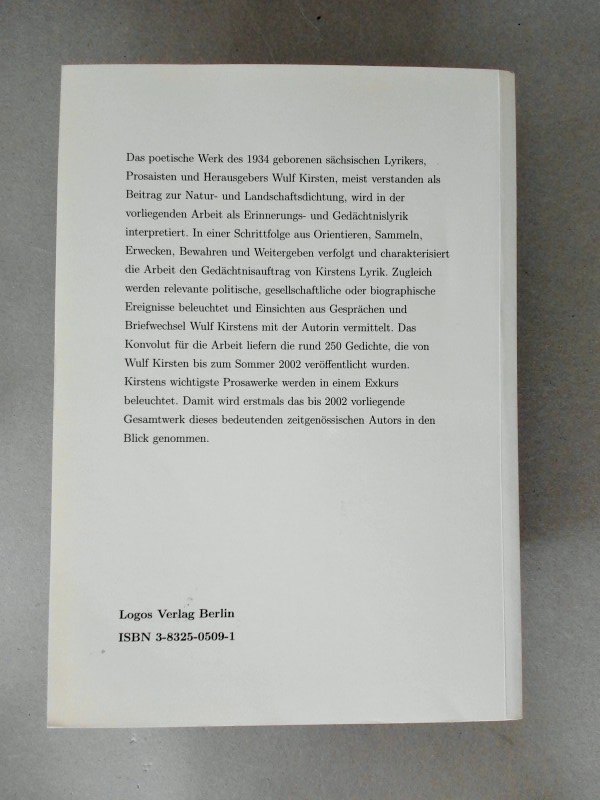 Das poetische Werk des 1934 geborenen sächsischen Lyrikers,
Prosaisten und Herausgebers Wulf Kirsten, meist verstanden als
Beitrag zur Natur- und Landschaftsdichtung, wird in der
vorliegenden Arbeit als Erinnerungs- und Gedächtnislyrik
interpretiert. In einer Schrittfolge aus Orientieren, Sammeln,
Erwecken, Bewahren und Weitergeben verfolgt und charakterisiert
die Arbeit den Gedächtnisauftrag von Kirstens Lyrik. Zugleich
werden relevante politische, gesellschaftliche oder biographische
Ereignisse beleuchtet und Einsichten aus Gesprächen und
Briefwechsel Wulf Kirstens mit der Autorin vermittelt. Das
Konvolut für die Arbeit liefern die rund 250 Gedichte, die von
Wulf Kirsten bis zum Sommer 2002 veröffentlicht wurden.
Kirstens wichtigste Prosawerke werden in einem Exkurs
beleuchtet. Damit wird erstmals das bis 2002 vorliegende
Gesamtwerk dieses bedeutenden zeitgenössischen Autors in den
Blick genommen.
Logos Verlag Berlin
ISBN 3-8325-0509-1